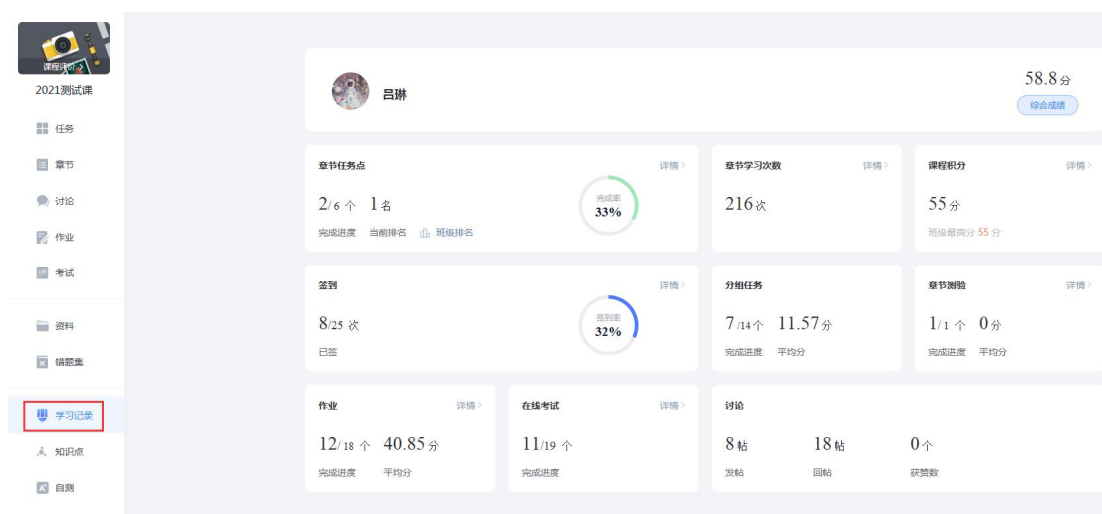 课程评价 >
2021测试课
任务
章节
讨论
作业
考试
资料
错题集
学习记录
知识点
自测
吕琳
58.8 分
综合成绩
章节任务点
详情 >
2/6 个 1 名
完成进度 当前排名 班级排名
完成率
33%
章节学习次数
详情 >
216 次
课程积分
详情 >
55 分
班级最高分 55 分
签到
详情 >
8/25 次
已签
签到率
32%
分组任务
7/14个 11.57分
完成进度 平均分
章节测验
详情 >
1/1 个 0分
完成进度 平均分
作业
详情 >
12/18 个 40.85分
完成进度 平均分
在线考试
详情 >
11/19 个
完成进度
讨论
8帖 18帖 0个
发帖 回帖 获赞数